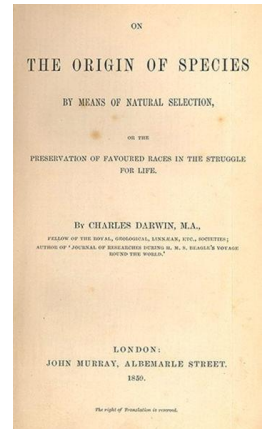 ON
THE ORIGIN OF SPECIES
BY MEANS OF NATURAL SELECTION,
OR THE
PRESERVATION OF FAVOURED RACES IN THE STRUGGLE
FOR LIFE.
BY CHARLES DARWIN, M.A.,
FELLOW OF THE ROYAL, GEOLOGICAL, LINNÆAN, ETC., SOCIETIES;
AUTHOR OF 'JOURNAL OF RESEARCHES DURING H. M. S. BEAGLE'S VOYAGE
ROUND THE WORLD.'
LONDON:
JOHN MURRAY, ALBEMARLE STREET.
1859.
The right of Translation is reserved.